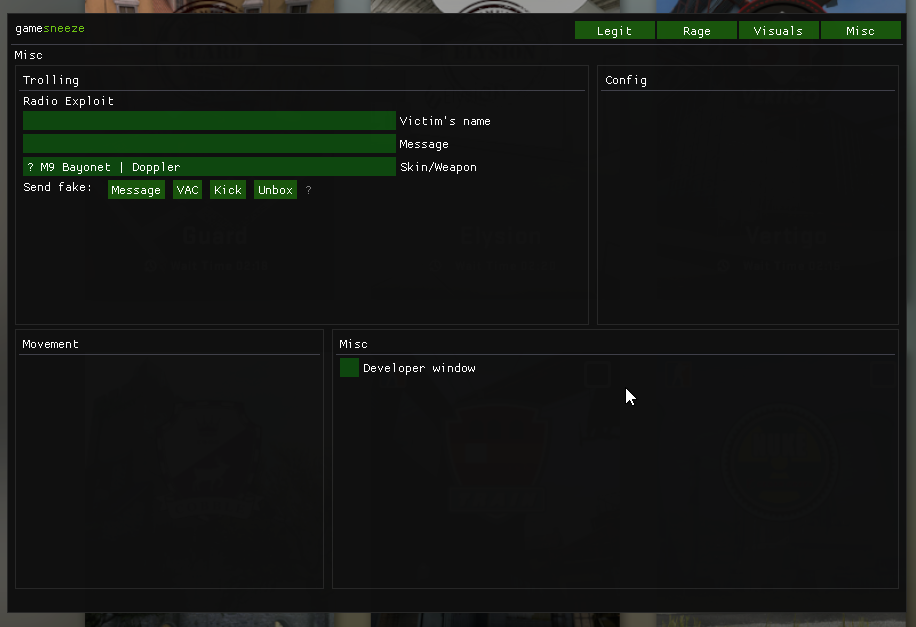 gamesneeze
Legit Rage Visuals Misc
Misc
Trolling
Radio Exploit
Victim's name
Message
? M9 Bayonet | Doppler Skin/Weapon
Send fake: Message VAC Kick Unbox ?
Config
Guard
Movement
Misc
Developer window